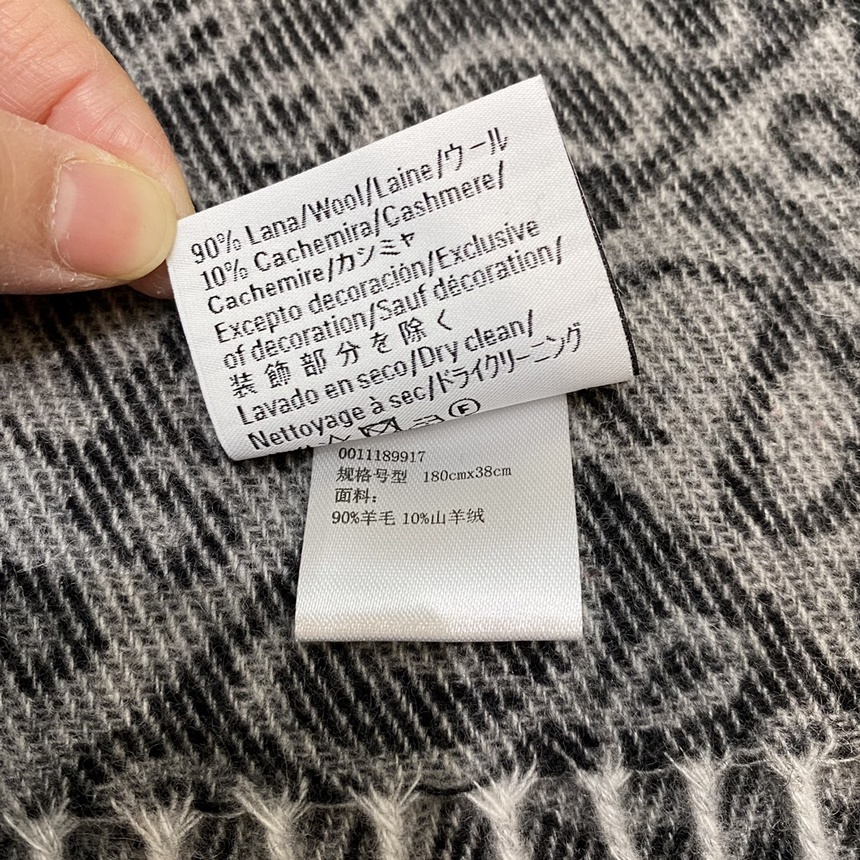 90% Lana/Wool/Laine/ウール
10% Cachemira/Cashmere/
Cachemire/カシミヤ
Excepto decoración/Exclusive
of décoration/Sauf décoration/
装飾部分を除く
Lavado en seco/Dry clean/
Nettoyage à sec/ドライクリーニング
F
0011189917
规格号型 180cmx38cm
面料：
90%羊毛 10%山羊绒